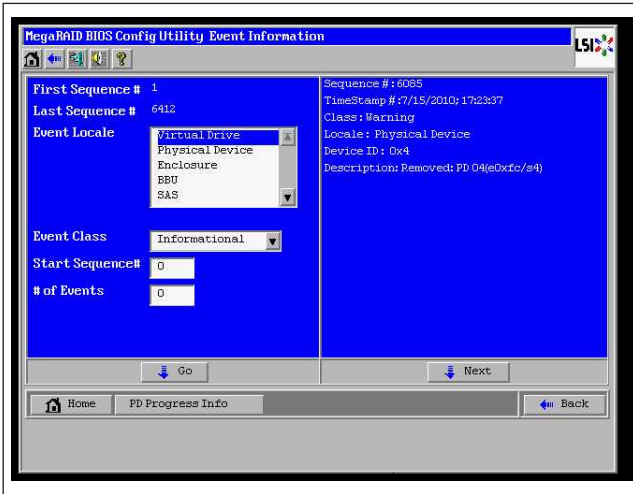 MegaRAID BIOS Config Utility Event Information
LSI
First Sequence # 1
Last Sequence # 6412
Event Locale
Virtual Drive
Physical Device
Enclosure
BBU
SAS
Event Class Informational
Start Sequence# 0
# of Events 0
Go
Sequence #:6085
TimeStamp #:7/15/2010; 17:23:37
Class: Warning
Locale: Physical Device
Device ID: 0x4
Description: Removed: PD 04(e0xfc/s4)
Next
Home
PD Progress Info
Back